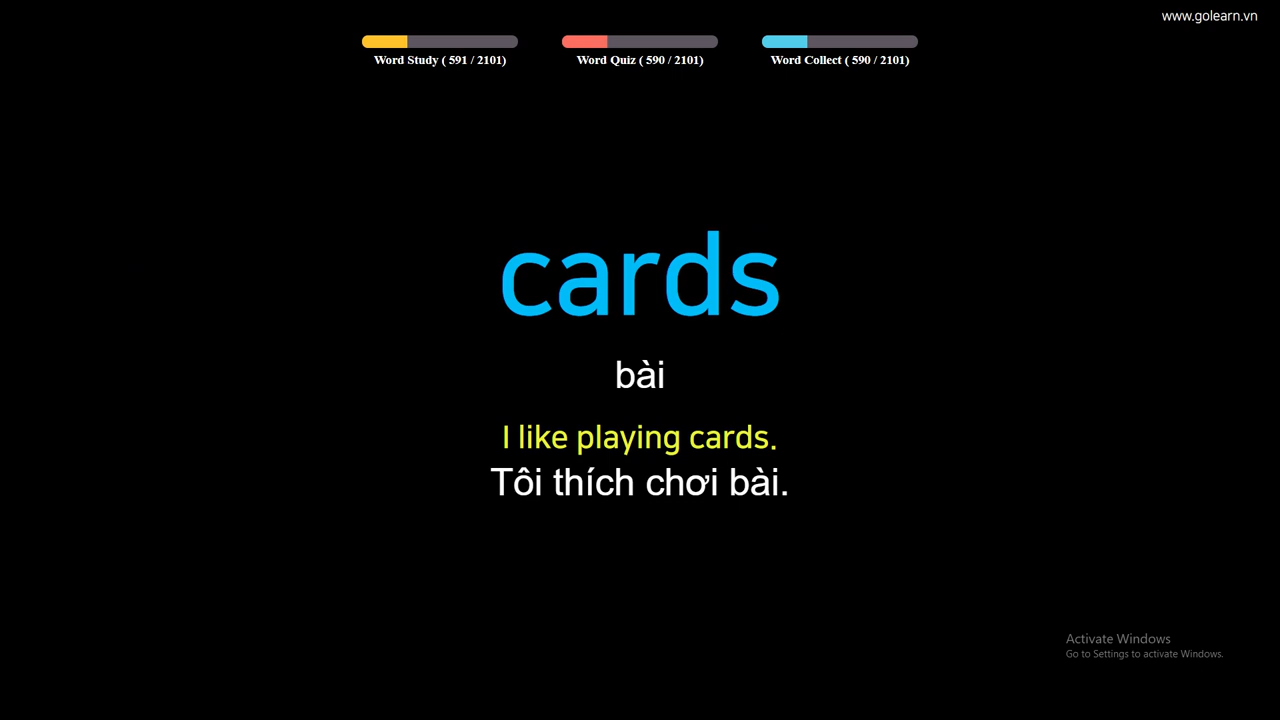 www.golearn.vn
Word Study ( 591 / 2101) Word Quiz ( 590 / 2101) Word Collect ( 590 / 2101)
cards
bài
I like playing cards.
Tôi thích chơi bài.
Activate Windows
Go to Settings to activate Windows.